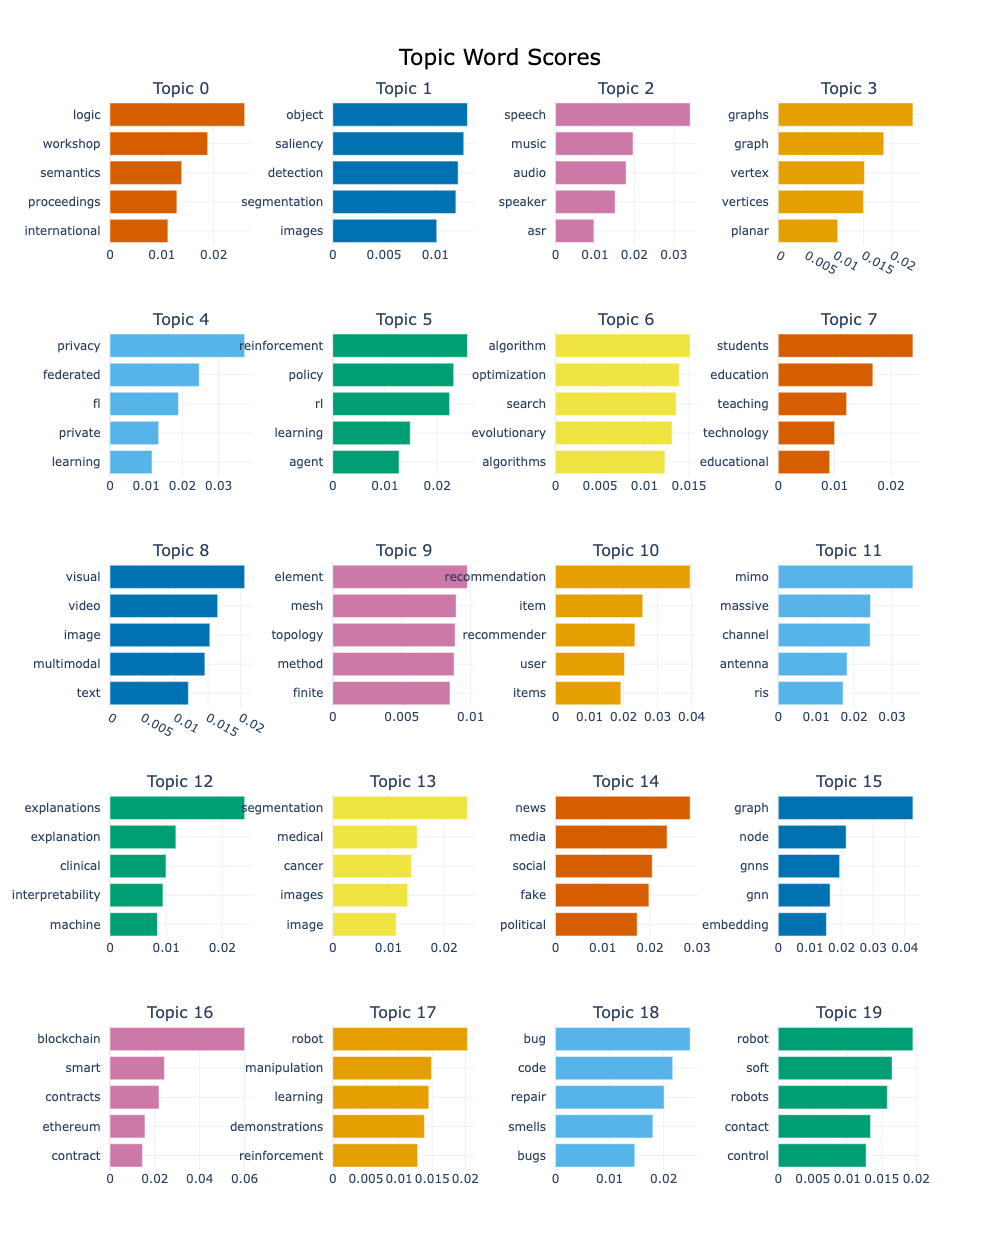 Topic Word Scores
Topic 0
logic
workshop
semantics
proceedings
international
0 0.01 0.02
Topic 1
object
saliency
detection
segmentation
images
0 0.005 0.01
Topic 2
speech
music
audio
speaker
asr
0 0.01 0.02 0.03
Topic 3
graphs
graph
vertex
vertices
planar
0 0.005 0.01 0.015 0.02
Topic 4
privacy
federated
fl
private
learning
0 0.01 0.02 0.03
Topic 5
reinforcement
policy
rl
learning
agent
0 0.01 0.02
Topic 6
algorithm
optimization
search
evolutionary
algorithms
0 0.005 0.01 0.015
Topic 7
students
education
teaching
technology
educational
0 0.01 0.02
Topic 8
visual
video
image
multimodal
text
0 0.005 0.01 0.015 0.02
Topic 9
element
mesh
topology
method
finite
0 0.005 0.01
Topic 10
recommendation
item
recommender
user
items
0 0.01 0.02 0.03 0.04
Topic 11
mimo
massive
channel
antenna
ris
0 0.01 0.02 0.03
Topic 12
explanations
explanation
clinical
interpretability
machine
0 0.01 0.02
Topic 13
segmentation
medical
cancer
images
image
0 0.01 0.02
Topic 14
news
media
social
fake
political
0 0.01 0.02 0.03
Topic 15
graph
node
gnns
gnn
embedding
0 0.01 0.02 0.03 0.04
Topic 16
blockchain
smart
contracts
ethereum
contract
0 0.02 0.04 0.06
Topic 17
robot
manipulation
learning
demonstrations
reinforcement
0 0.005 0.01 0.015 0.02
Topic 18
bug
code
repair
smells
bugs
0 0.01 0.02
Topic 19
robot
soft
robots
contact
control
0 0.005 0.01 0.015 0.02